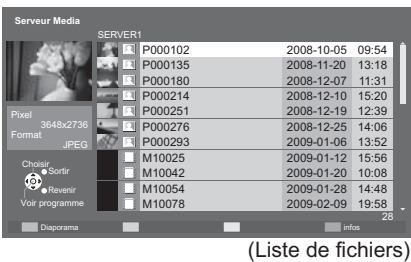 Serveur Media
SERVER1
P000102 2008-10-05 09:54
P000135 2008-11-20 13:18
P000180 2008-12-07 11:31
P000214 2008-12-10 15:20
P000251 2008-12-19 12:39
P000276 2008-12-25 14:06
P000293 2009-01-06 13:52
M10025 2009-01-12 15:56
M10042 2009-01-20 10:08
M10054 2009-01-28 14:48
M10078 2009-02-09 19:58
28
Pixel
3648x2736
Format
JPEG
Choisir
Sortir
Revenir
Voir programme
Diaporama
infos
(Liste de fichiers)